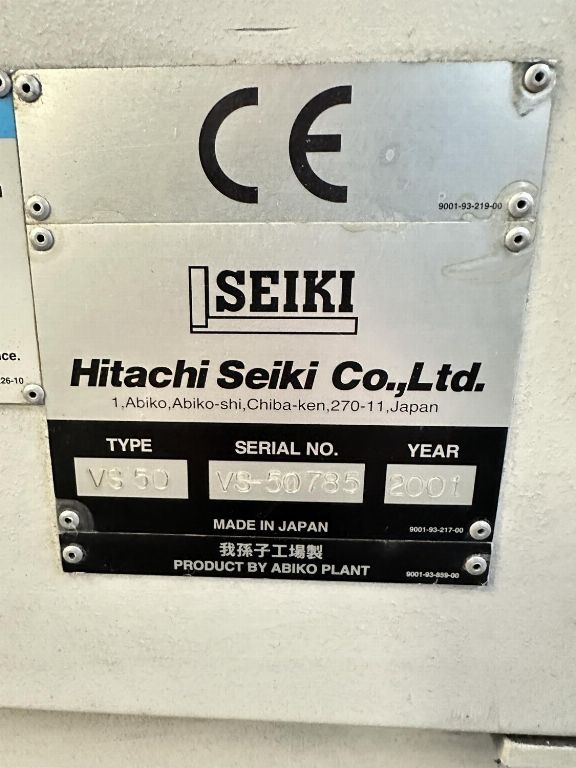 CE
9001-93-219-00
SEIKI
Hitachi Seiki Co.,Ltd.
1,Abiko,Abiko-shi,Chiba-ken,270-11,Japan
TYPE SERIAL NO. YEAR
VS 50 VS-50785 2001
MADE IN JAPAN 9001-93-217-00
我孫子工場製
PRODUCT BY ABIKO PLANT 9001-93-859-00
ce.
26-10